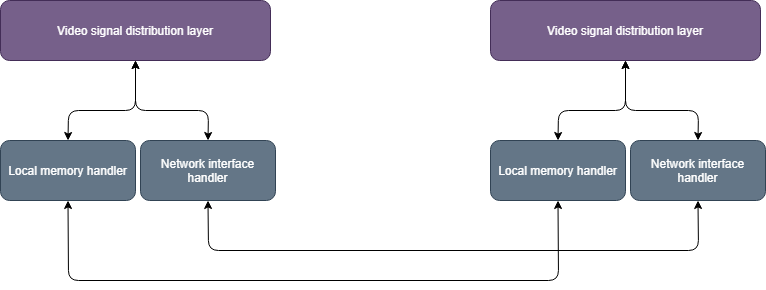 Video signal distribution layer
Video signal distribution layer
Local memory handler
Network interface
handler
Local memory handler
Network interface
handler